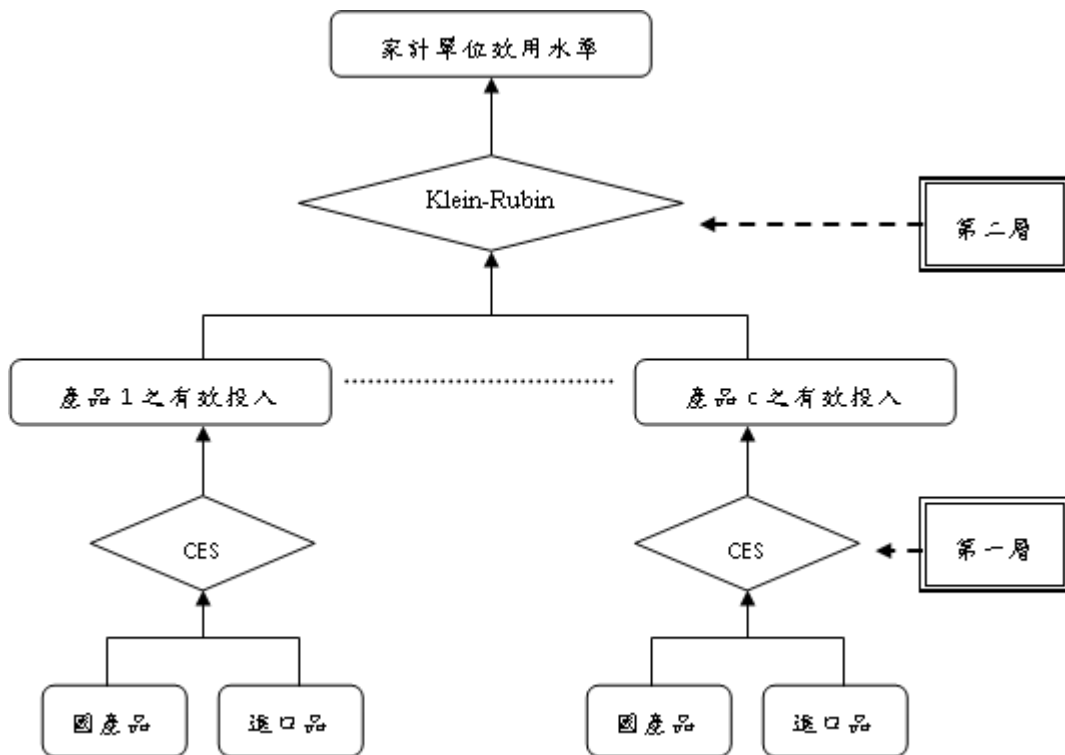 家計單位效用水準
Klein-Rubin
第二層
產品1之有效投入
產品c之有效投入
CES
CES
第一層
國產品
進口品
國產品
進口品